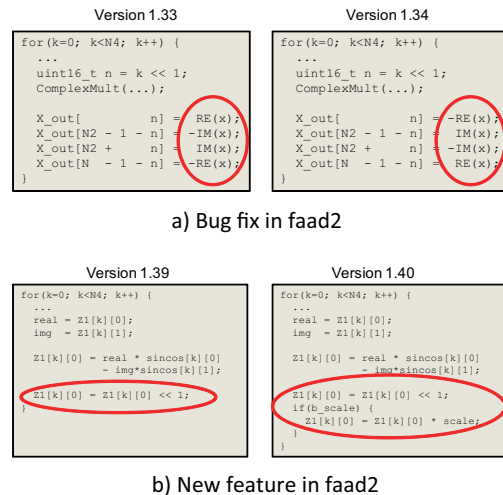 Version 1.33
for(k=0; k<N4; k++) {
...
uint16_t n = k << 1;
ComplexMult(...);
X_out[ n] = RE(x);
X_out[N2 - 1 - n] = -IM(x);
X_out[N2 + n] = IM(x);
X_out[N - 1 - n] = -RE(x);
}
Version 1.34
for(k=0; k<N4; k++) {
...
uint16_t n = k << 1;
ComplexMult(...);
X_out[ n] = -RE(x);
X_out[N2 - 1 - n] = IM(x);
X_out[N2 + n] = -IM(x);
X_out[N - 1 - n] = RE(x);
}
a) Bug fix in faad2
Version 1.39
for(k=0; k<N4; k++) {
...
real = Z1[k][0];
img = Z1[k][1];
Z1[k][0] = real * sincos[k][0]
- img*sincos[k][1];
Z1[k][0] = Z1[k][0] << 1;
}
Version 1.40
for(k=0; k<N4; k++) {
...
real = Z1[k][0];
img = Z1[k][1];
Z1[k][0] = real * sincos[k][0]
- img*sincos[k][1];
Z1[k][0] = Z1[k][0] << 1;
if(b_scale) {
Z1[k][0] = Z1[k][0] * scale;
}
}
b) New feature in faad2